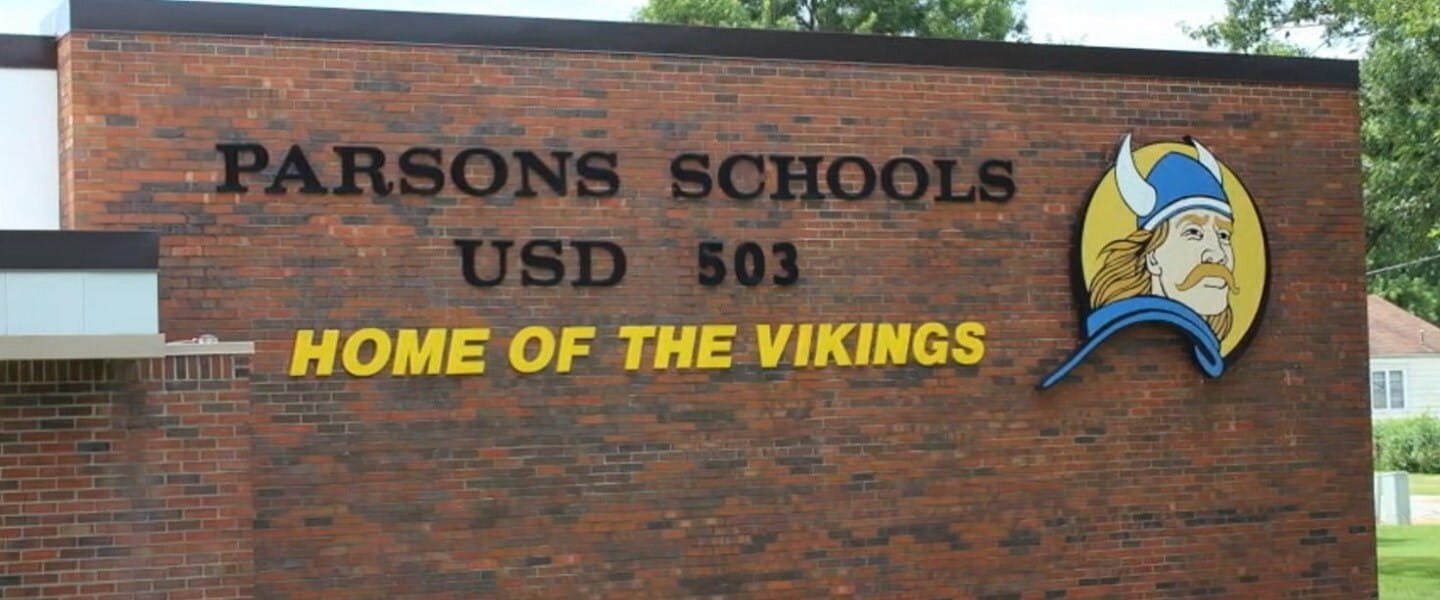 PARSONS SCHOOLS
USD 503
HOME OF THE VIKINGS